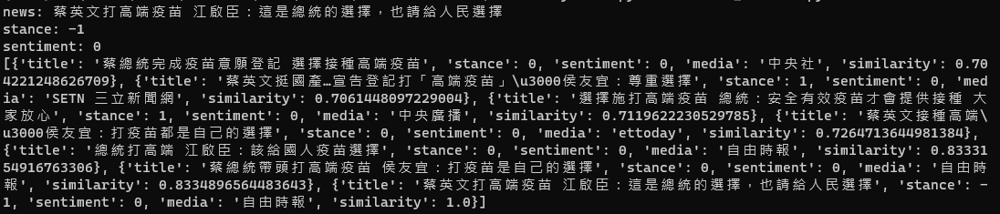 news: 蔡英文打高端疫苗 江啟臣：這是總統的選擇，也請給人民選擇
stance: -1
sentiment: 0
[{'title': '蔡總統完成疫苗意願登記 選擇接種高端疫苗', 'stance': 0, 'sentiment': 0, 'media': '中央社', 'similarity': 0.70
4221248626709}, {'title': '蔡英文挺國產…宣告登記打「高端疫苗」\u3000侯友宜：尊重選擇', 'stance': 1, 'sentiment': 0, 'med
ia': 'SETN 三立新聞網', 'similarity': 0.7061448097229004}, {'title': '選擇施打高端疫苗 總統：安全有效疫苗才會提供接種 大
家放心', 'stance': 1, 'sentiment': 0, 'media': '中央廣播', 'similarity': 0.7119622230529785}, {'title': '蔡英文接種高端\
u3000侯友宜：打疫苗都是自己的選擇', 'stance': 0, 'sentiment': 0, 'media': 'ettoday', 'similarity': 0.7264713644981384},
{'title': '總統打高端 江啟臣：該給國人疫苗選擇', 'stance': 0, 'sentiment': 0, 'media': '自由時報', 'similarity': 0.83331
54916763306}, {'title': '蔡總統帶頭打高端疫苗 侯友宜：打疫苗是自己的選擇', 'stance': 0, 'sentiment': 0, 'media': '自由時
報', 'similarity': 0.8334896564483643}, {'title': '蔡英文打高端疫苗 江啟臣：這是總統的選擇，也請給人民選擇', 'stance': -
1, 'sentiment': 0, 'media': '自由時報', 'similarity': 1.0}]